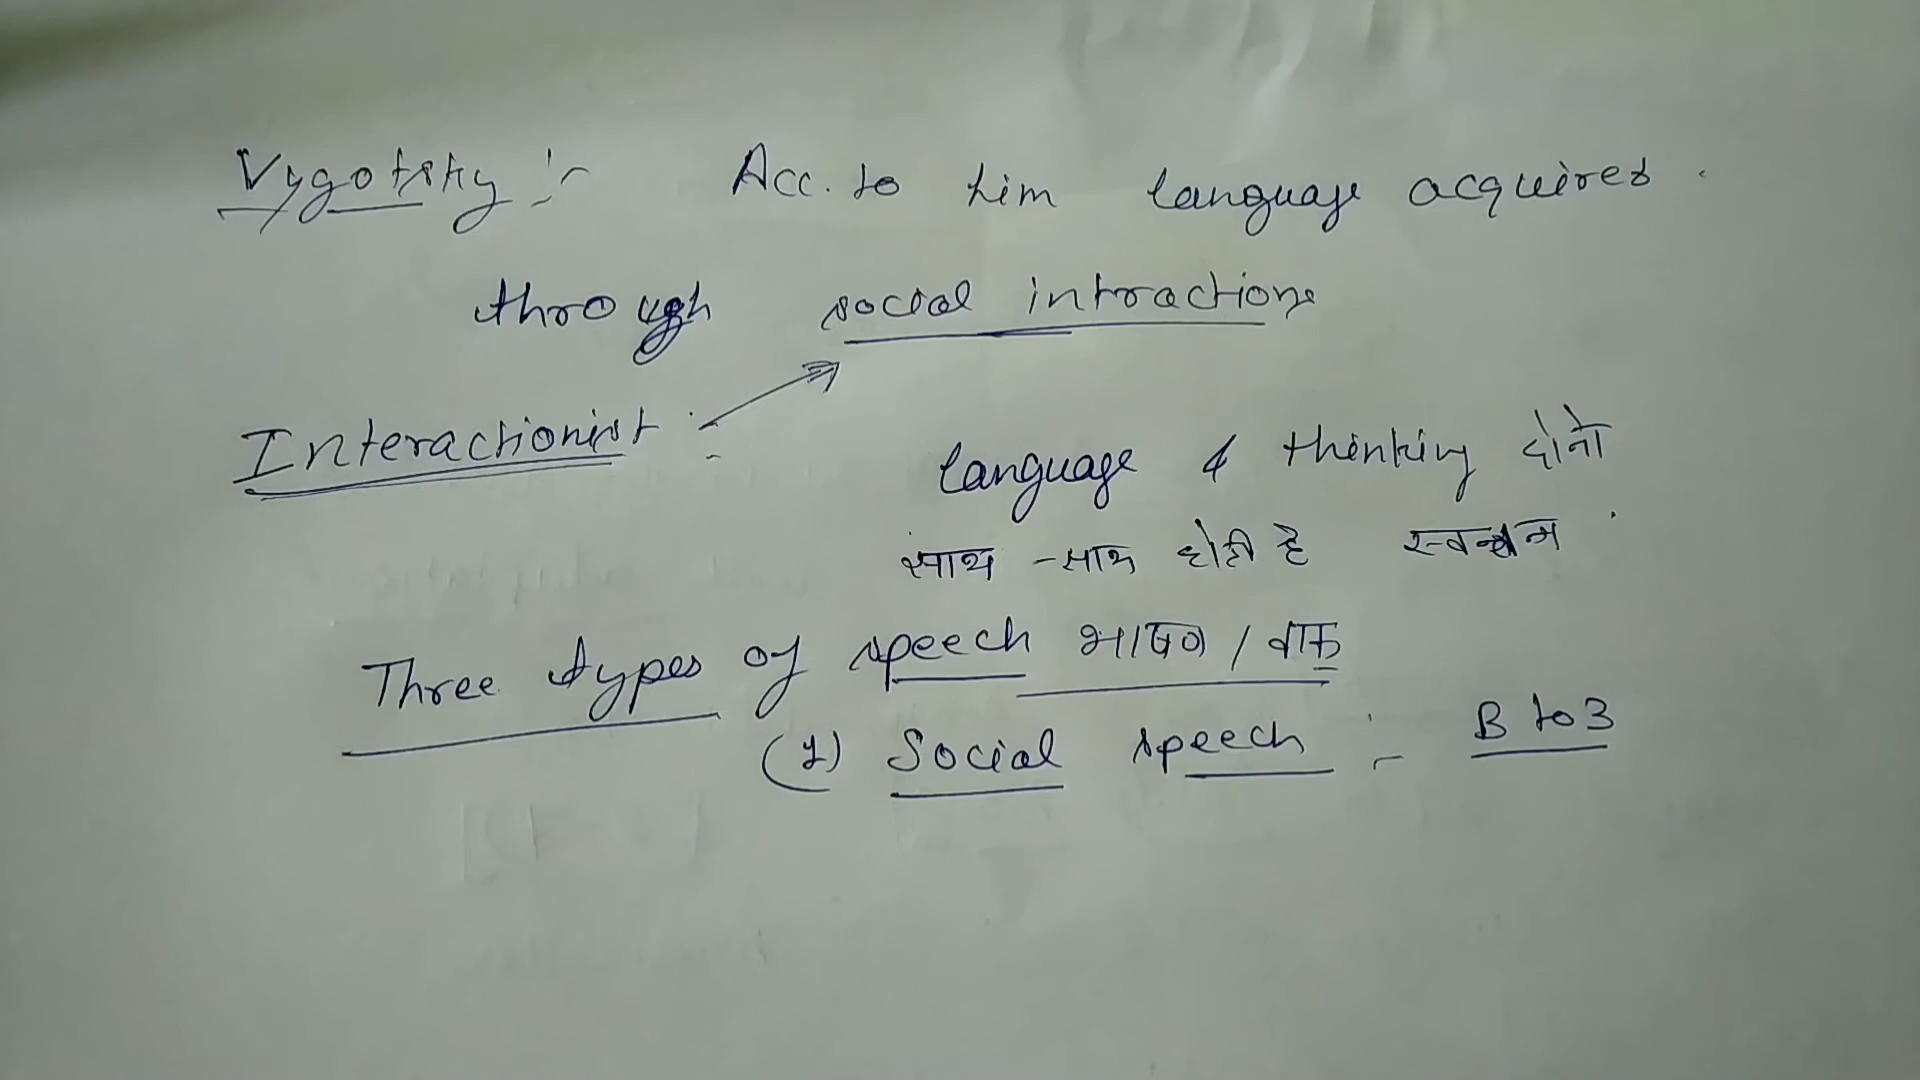 Vygotsky :- Acc. to him language acquired
through social intractions
Interactionist :-
language & thinking दोनो
साथ -साथ होती है
Three types of speech भाषण / वाक
(1) Social speech :- B to 3